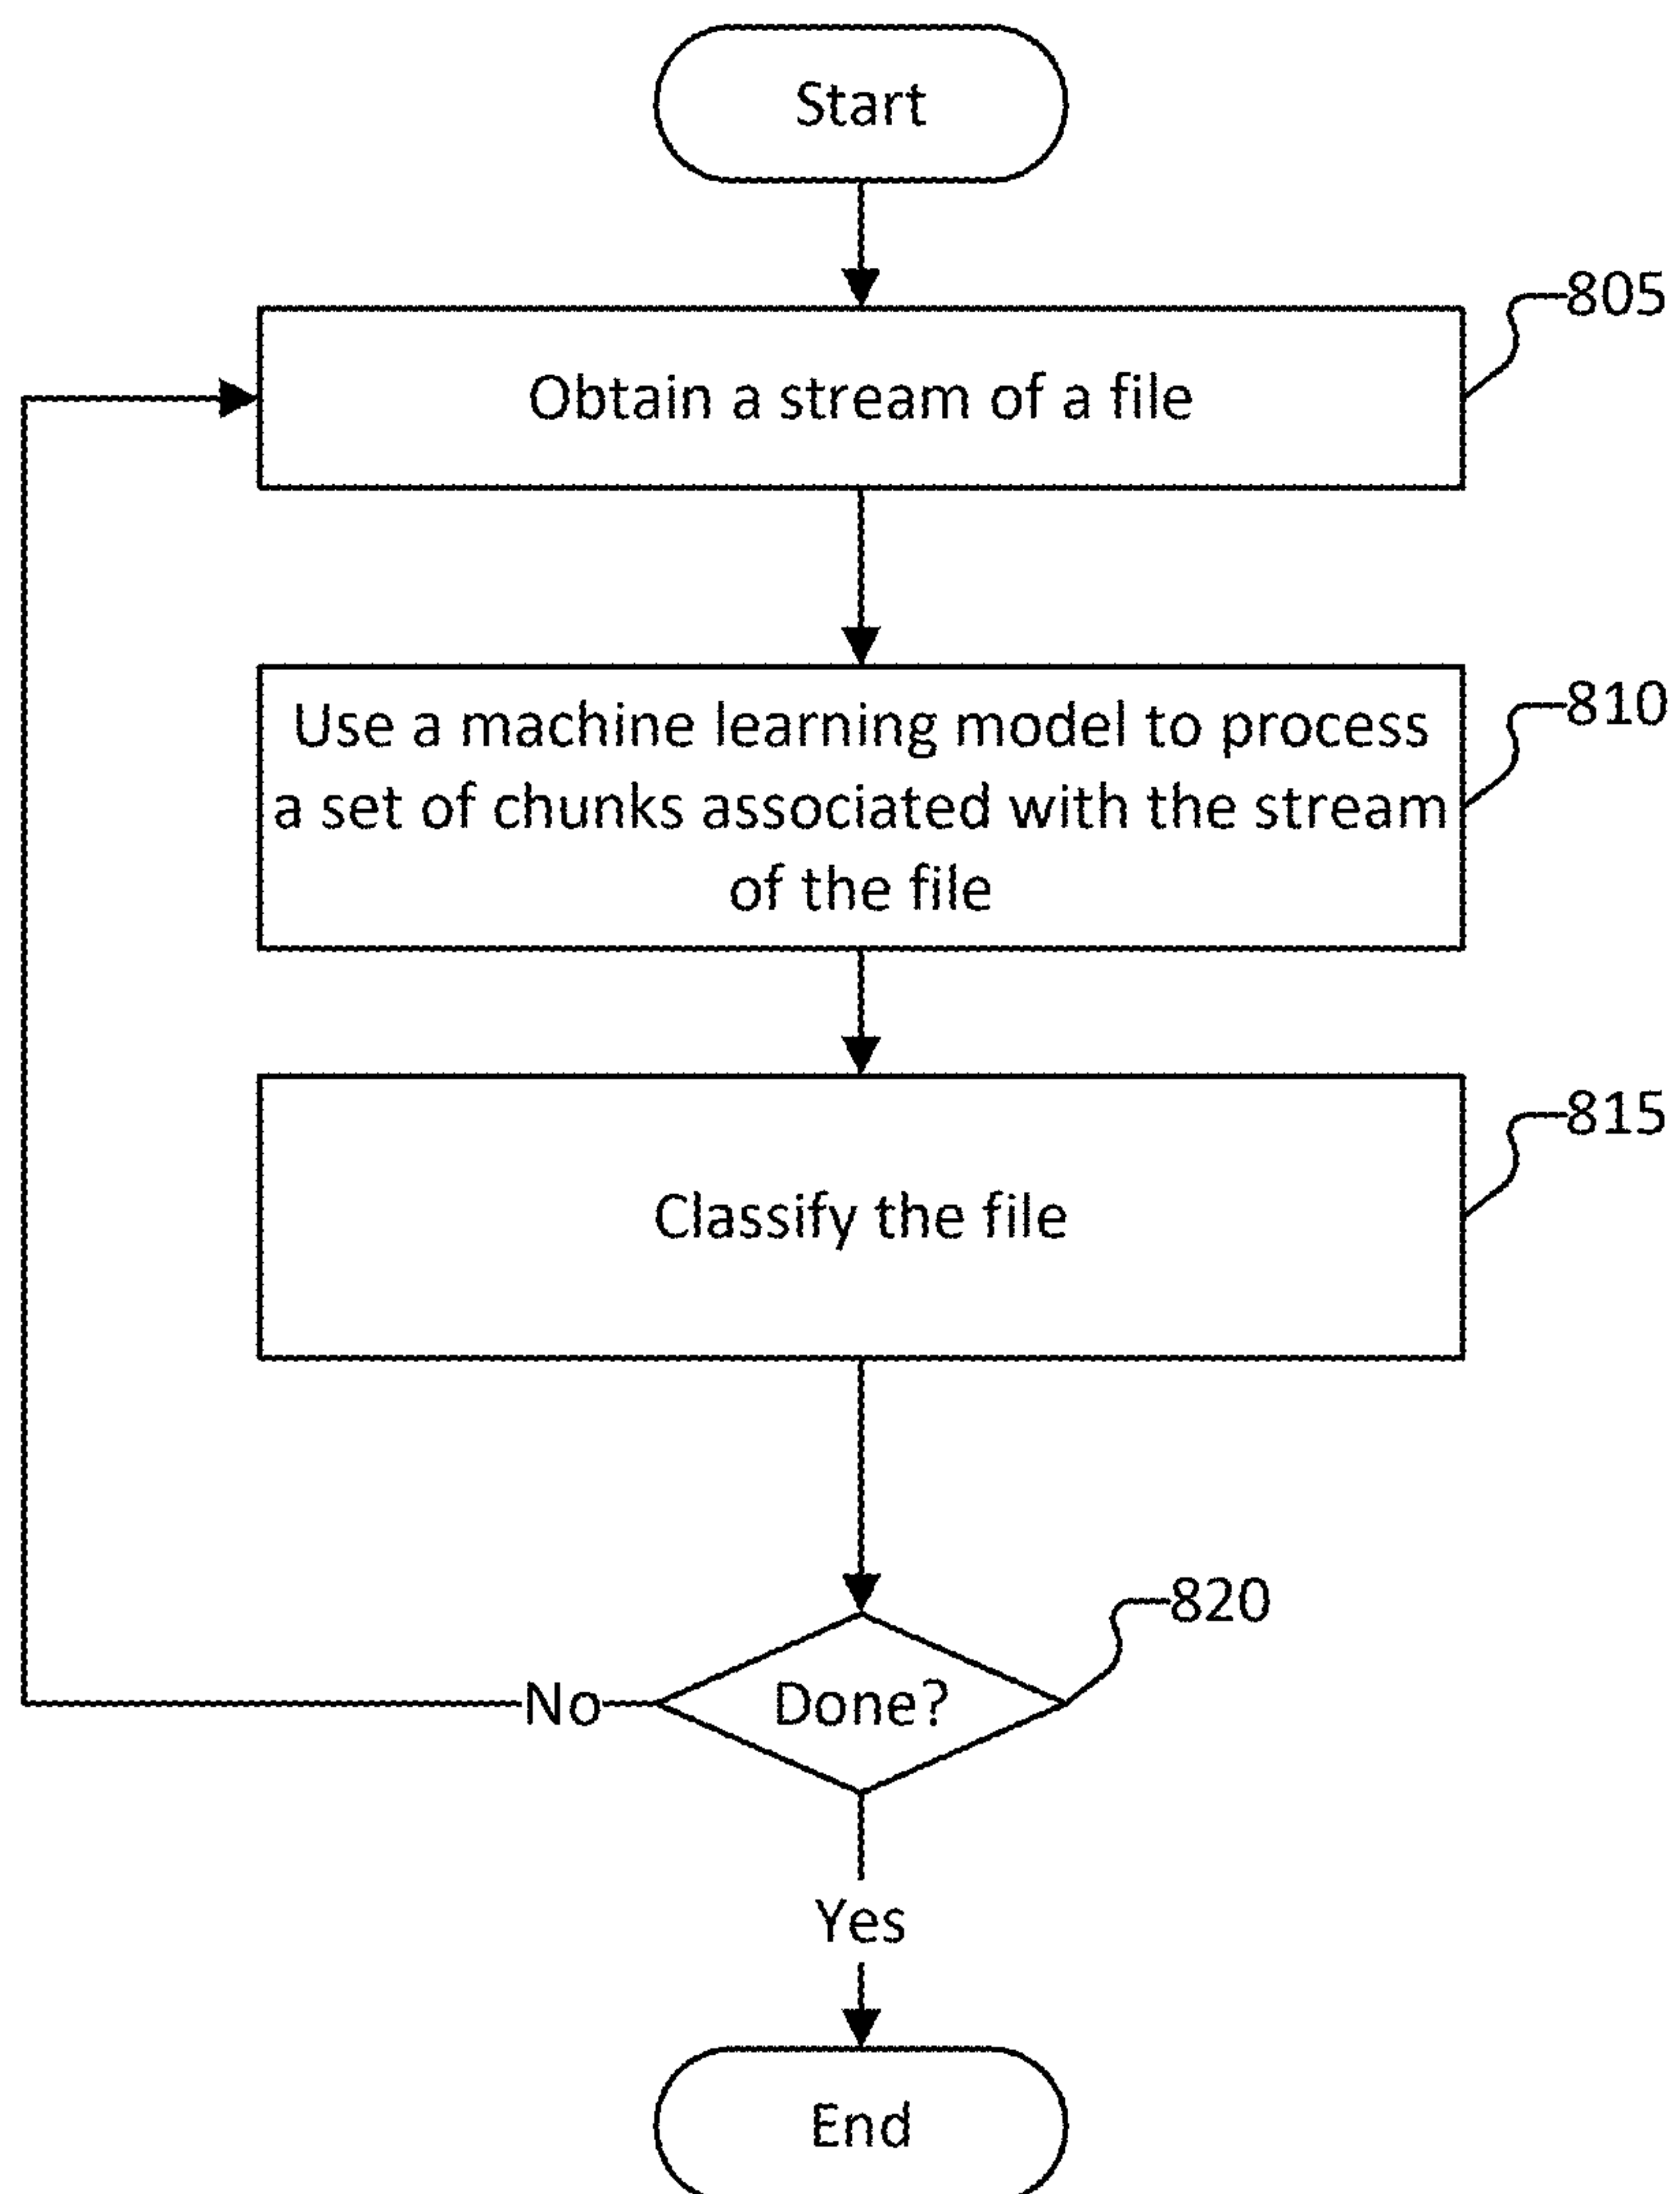 Start
805
Obtain a stream of a file
810
Use a machine learning model to process
a set of chunks associated with the stream
of the file
815
Classify the file
820
Done?
No
Yes
End